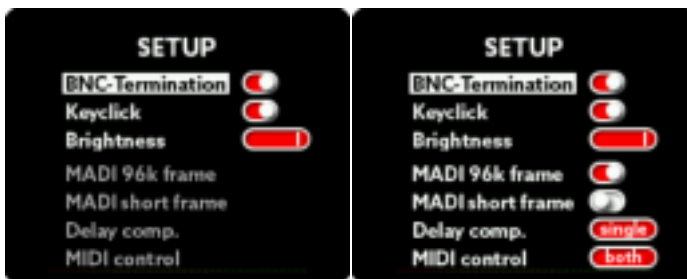 SETUP
BNC-Termination
Keyclick
Brightness
MADI 96k frame
MADI short frame
Delay comp.
MIDI control
SETUP
BNC-Termination
Keyclick
Brightness
MADI 96k frame
MADI short frame
Delay comp. single
MIDI control both